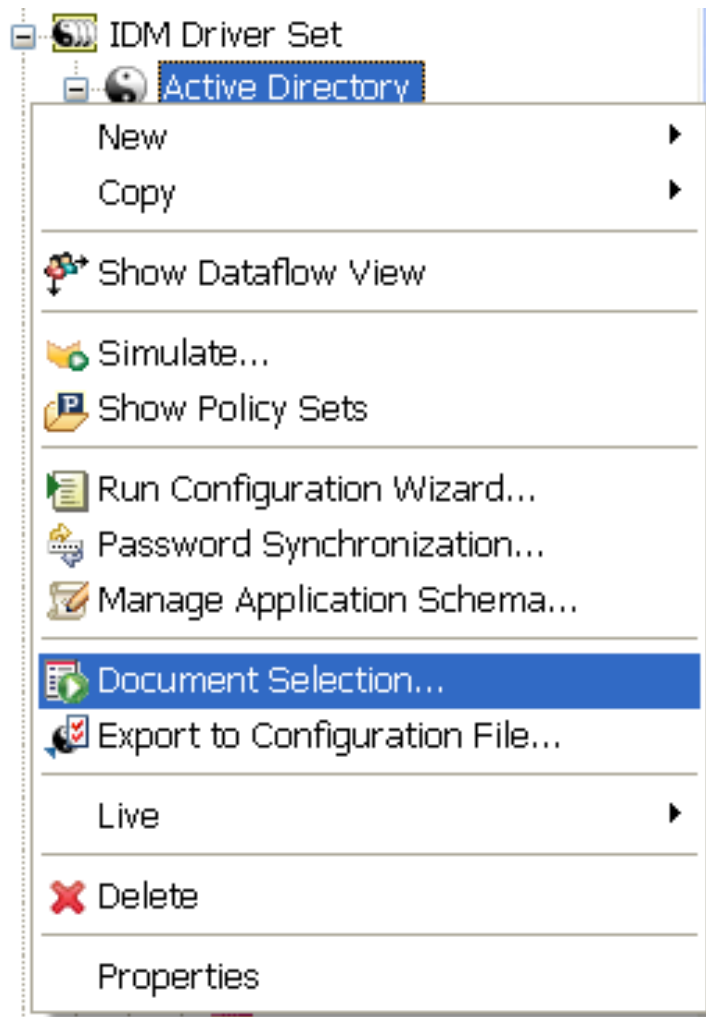 IDM Driver Set
Active Directory
New
Copy
Show Dataflow View
Simulate...
Show Policy Sets
Run Configuration Wizard...
Password Synchronization...
Manage Application Schema...
Document Selection...
Export to Configuration File...
Live
Delete
Properties